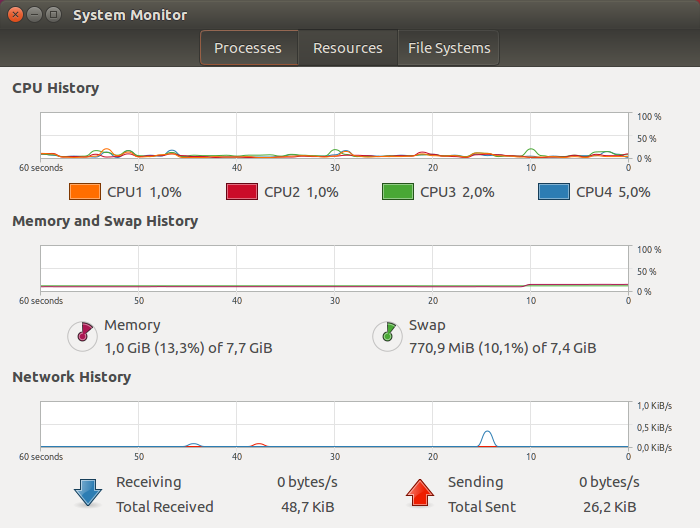 System Monitor
Processes Resources File Systems
CPU History
100 %
50 %
0 %
60 seconds 50 40 30 20 10 0
CPU1 1,0% CPU2 1,0% CPU3 2,0% CPU4 5,0%
Memory and Swap History
100 %
50 %
0 %
60 seconds 50 40 30 20 10 0
Memory Swap
1,0 GiB (13,3%) of 7,7 GiB 770,9 MiB (10,1%) of 7,4 GiB
Network History
1,0 KiB/s
0,5 KiB/s
0,0 KiB/s
60 seconds 50 40 30 20 10 0
Receiving 0 bytes/s Sending 0 bytes/s
Total Received 48,7 KiB Total Sent 26,2 KiB